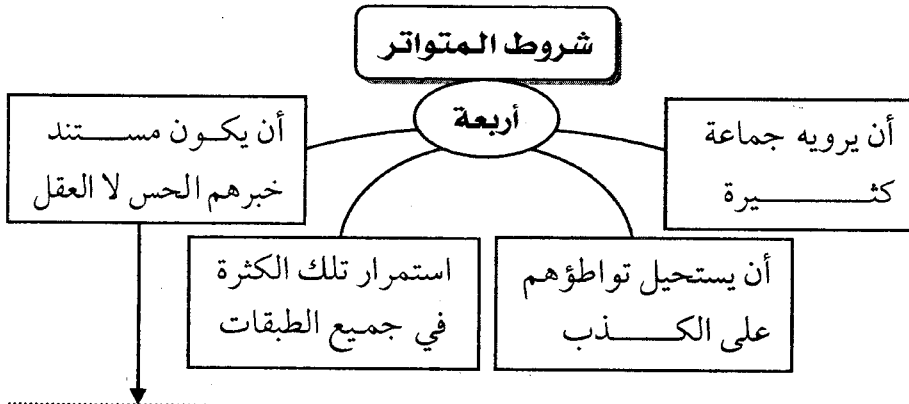 شروط المتواتر
أربعة
أن يرويه جماعة
كثيرة
أن يستحيل تواطؤهم
على الكذب
استمرار تلك الكثرة
في جميع الطبقات
أن يكون مستند
خبرهم الحس لا العقل